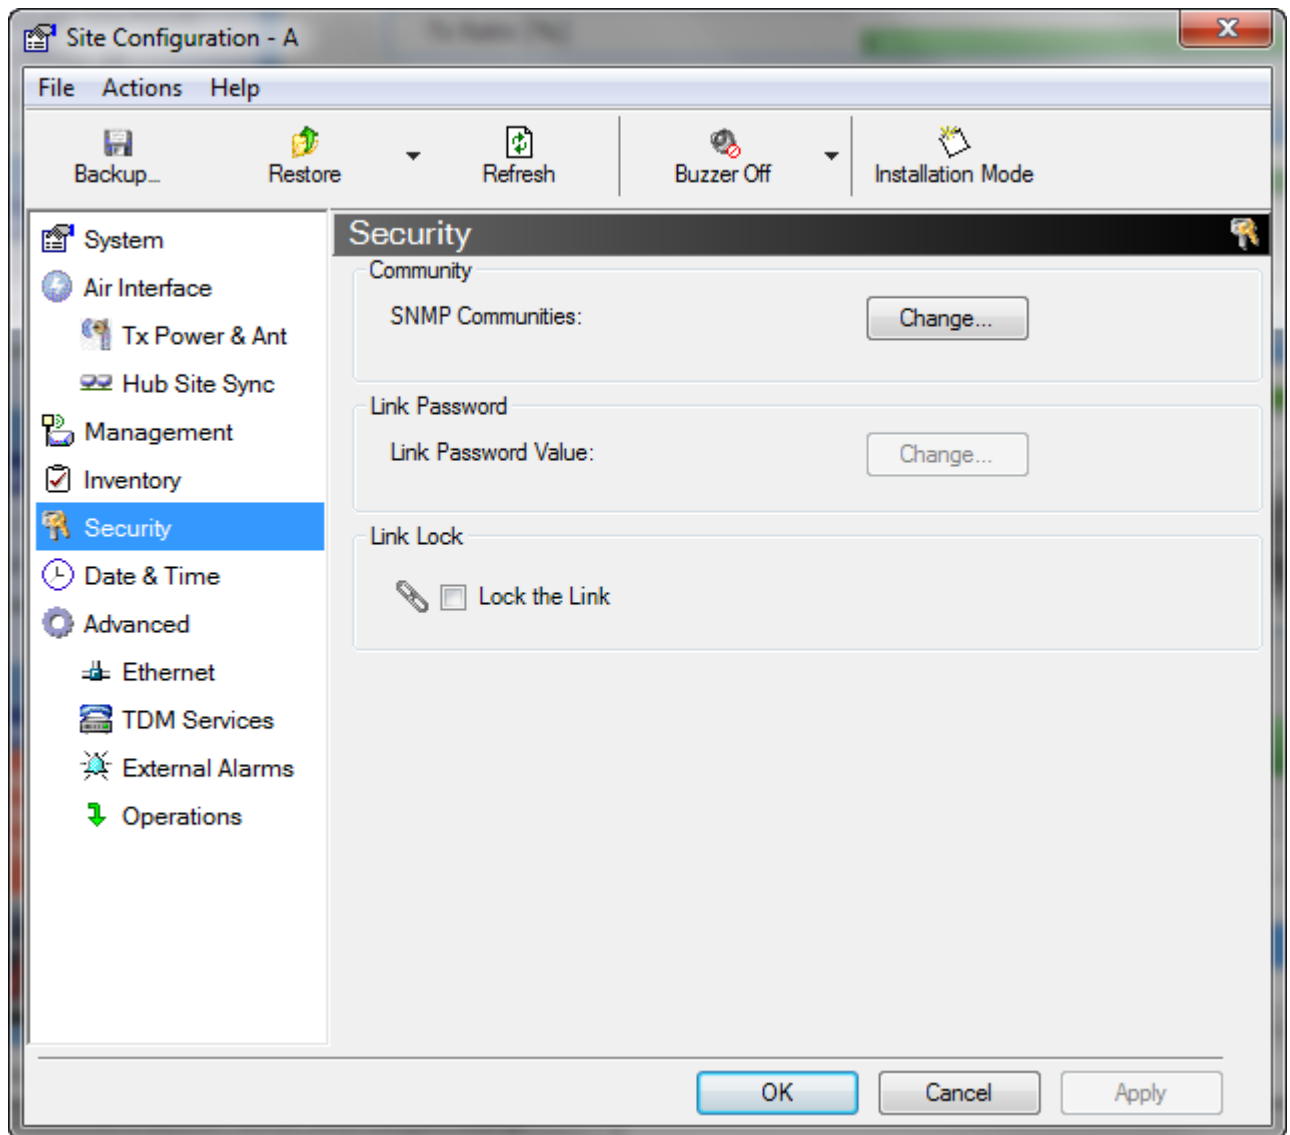 Site Configuration - A
File Actions Help
Backup... Restore Refresh Buzzer Off Installation Mode
System
Air Interface
Tx Power & Ant
Hub Site Sync
Management
Inventory
Security
Date & Time
Advanced
Ethernet
TDM Services
External Alarms
Operations
Security
Community
SNMP Communities: Change...
Link Password
Link Password Value: Change...
Link Lock
Lock the Link
OK Cancel Apply